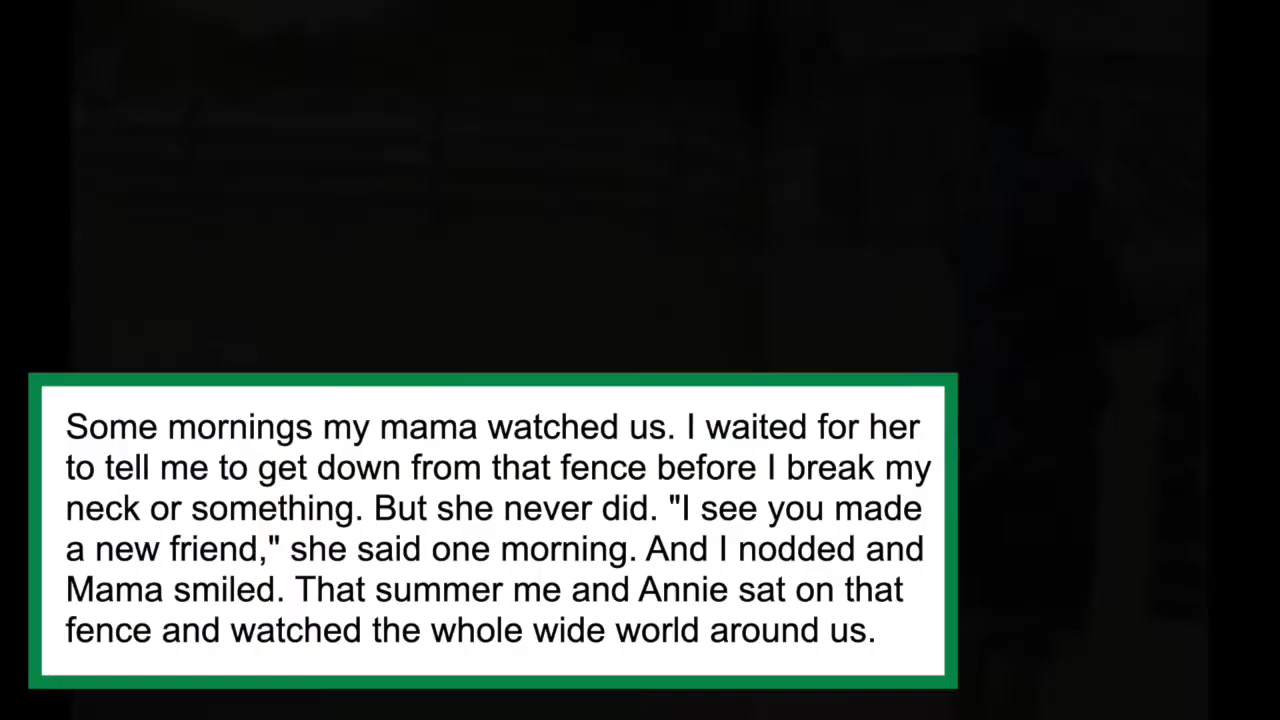 Some mornings my mama watched us. I waited for her
to tell me to get down from that fence before I break my
neck or something. But she never did. "I see you made
a new friend," she said one morning. And I nodded and
Mama smiled. That summer me and Annie sat on that
fence and watched the whole wide world around us.